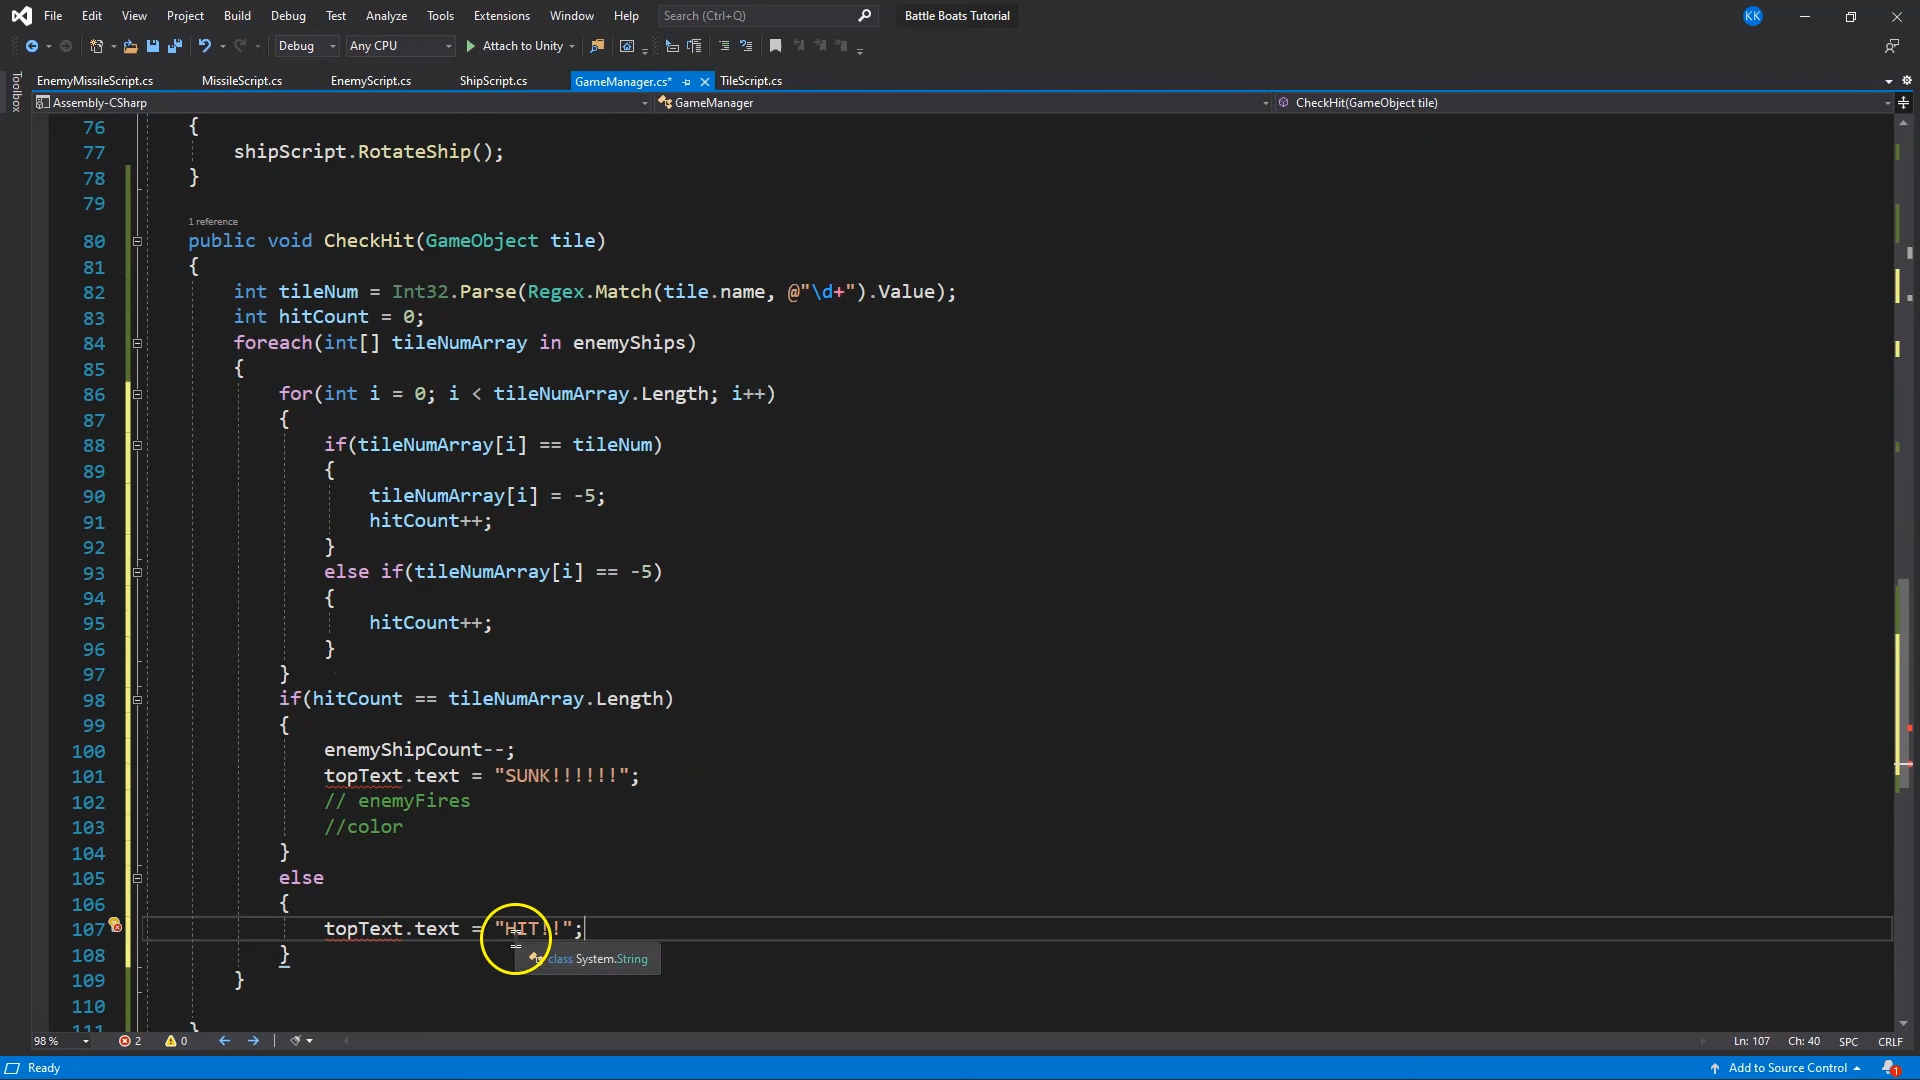 File Edit View Project Build Debug Test Analyze Tools Extensions Window Help Search (Ctrl+Q) Battle Boats Tutorial KK
Debug Any CPU Attach to Unity
EnemyMissileScript.cs MissileScript.cs EnemyScript.cs ShipScript.cs GameManager.cs* TileScript.cs
Toolbox
Assembly-CSharp GameManager CheckHit(GameObject tile)
76 {
77 shipScript.RotateShip();
78 }
79
1 reference
80 public void CheckHit(GameObject tile)
81 {
82 int tileNum = Int32.Parse(Regex.Match(tile.name, @"\d+").Value);
83 int hitCount = 0;
84 foreach(int[] tileNumArray in enemyShips)
85 {
86 for(int i = 0; i < tileNumArray.Length; i++)
87 {
88 if(tileNumArray[i] == tileNum)
89 {
90 tileNumArray[i] = -5;
91 hitCount++;
92 }
93 else if(tileNumArray[i] == -5)
94 {
95 hitCount++;
96 }
97 }
98 if(hitCount == tileNumArray.Length)
99 {
100 enemyShipCount--;
101 topText.text = "SUNK!!!!!!";
102 // enemyFires
103 //color
104 }
105 else
106 {
107 topText.text = "HIT!!";
class System.String
108 }
109 }
110
111 }
98 % 2 0 Ln: 107 Ch: 40 SPC CRLF
Ready Add to Source Control 1